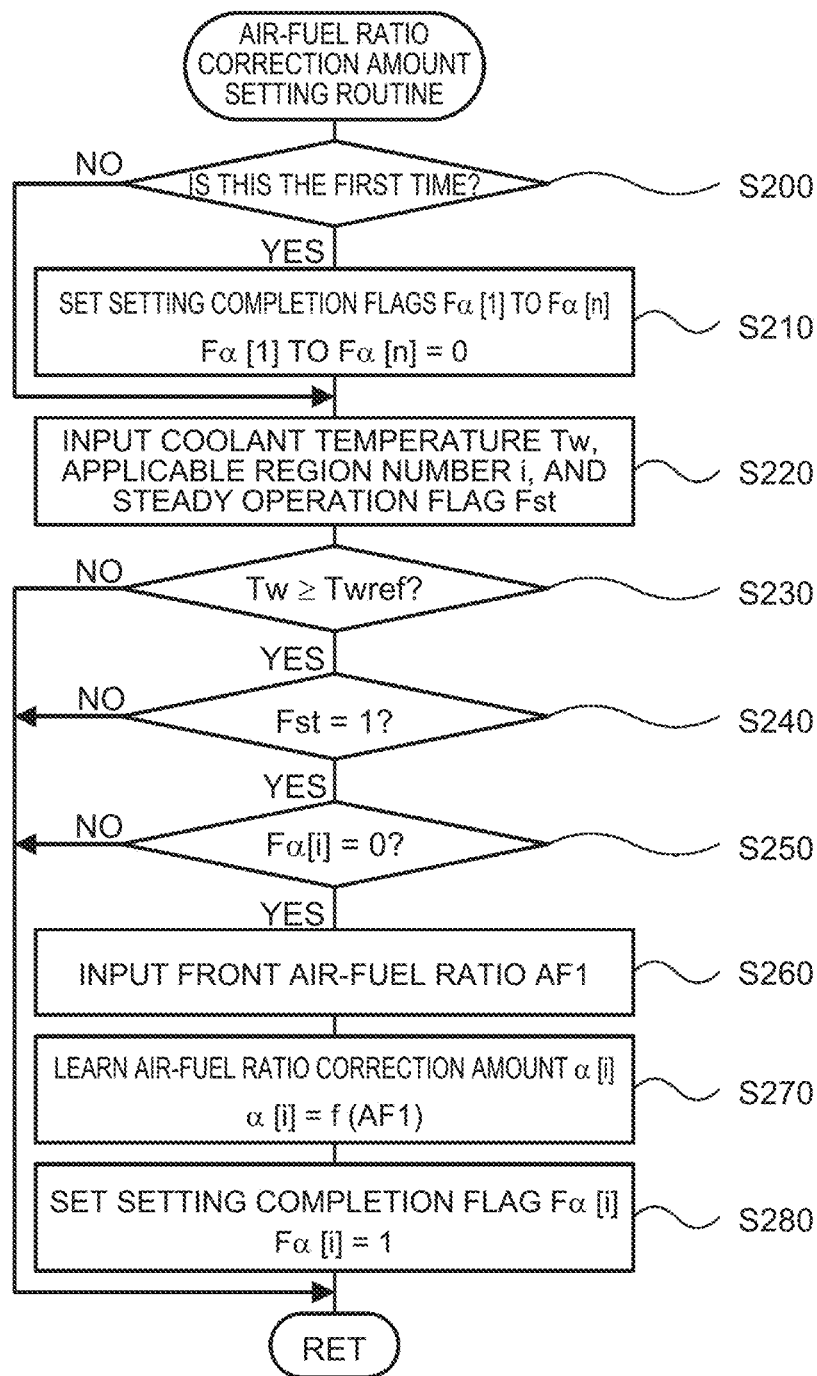 AIR-FUEL RATIO
CORRECTION AMOUNT
SETTING ROUTINE
NO
IS THIS THE FIRST TIME?
S200
YES
SET SETTING COMPLETION FLAGS Fα [1] TO Fα [n]
Fα [1] TO Fα [n] = 0
S210
INPUT COOLANT TEMPERATURE Tw,
APPLICABLE REGION NUMBER i, AND
STEADY OPERATION FLAG Fst
S220
NO
Tw ≥ Twref?
S230
YES
NO
Fst = 1?
S240
YES
NO
Fα[i] = 0?
S250
YES
INPUT FRONT AIR-FUEL RATIO AF1
S260
LEARN AIR-FUEL RATIO CORRECTION AMOUNT α [i]
α [i] = f (AF1)
S270
SET SETTING COMPLETION FLAG Fα [i]
Fα [i] = 1
S280
RET